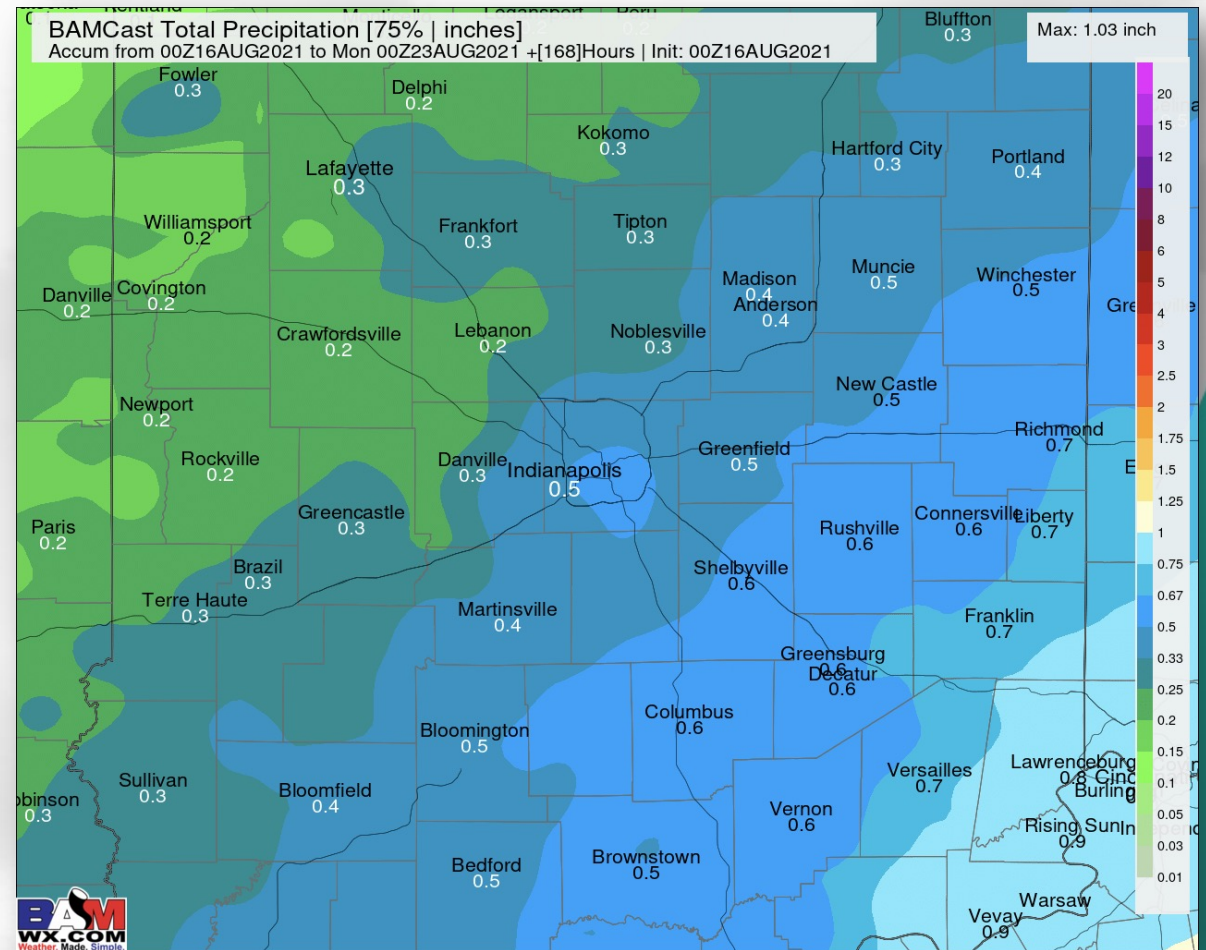 BAMCast Total Precipitation [75% | inches]
Accum from 00Z16AUG2021 to Mon 00Z23AUG2021 +[168]Hours | Init: 00Z16AUG2021
Max: 1.03 inch
Bluffton
0.3
Fowler
0.3
Delphi
0.2
Kokomo
0.3
Hartford City
0.3
Portland
0.4
Lafayette
0.3
Williamsport
0.2
Frankfort
0.3
Tipton
0.3
Madison
0.4
Anderson
0.4
Muncie
0.5
Winchester
0.5
Danville
0.2
Covington
0.2
Crawfordsville
0.2
Lebanon
0.2
Noblesville
0.3
New Castle
0.5
Newport
0.2
Richmond
0.7
Rockville
0.2
Danville
0.3
Indianapolis
0.5
Greenfield
0.5
Greencastle
0.3
Paris
0.2
Rushville
0.6
Connersville
0.6
Liberty
0.7
Brazil
0.3
Shelbyville
0.6
Terre Haute
0.3
Martinsville
0.4
Franklin
0.7
Greensburg
0.6
Decatur
0.6
Columbus
0.6
Bloomington
0.5
Sullivan
0.3
Bloomfield
0.4
Versailles
0.7
Lawrenceburg
0.8
0.3
Vernon
0.6
Rising Sun
0.9
Bedford
0.5
Brownstown
0.5
Warsaw
Vevay
0.9
20
15
12
10
8
6
5
4
3
2.5
2
1.75
1.5
1.25
1
0.75
0.67
0.5
0.33
0.25
0.2
0.15
0.1
0.05
0.03
0.01
BAM
WX.COM
Weather. Made. Simple.